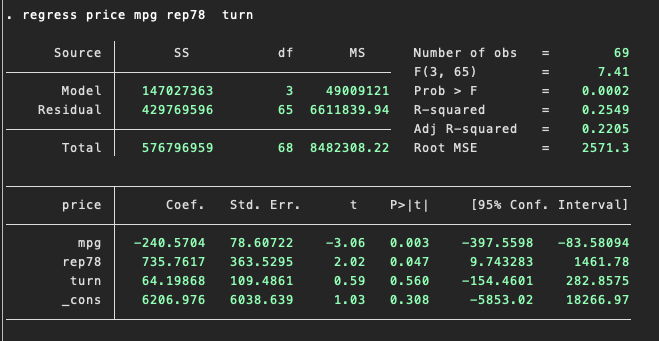 . regress price mpg rep78  turn
Source | SS df MS Number of obs = 69
F(3, 65) = 7.41
Model | 147027363 3 49009121 Prob > F = 0.0002
Residual | 429769596 65 6611839.94 R-squared = 0.2549
Adj R-squared = 0.2205
Total | 576796959 68 8482308.22 Root MSE = 2571.3
price | Coef. Std. Err. t P>|t| [95% Conf. Interval]
mpg | -240.5704 78.60722 -3.06 0.003 -397.5598 -83.58094
rep78 | 735.7617 363.5295 2.02 0.047 9.743283 1461.78
turn | 64.19868 109.4861 0.59 0.560 -154.4601 282.8575
_cons | 6206.976 6038.639 1.03 0.308 -5853.02 18266.97